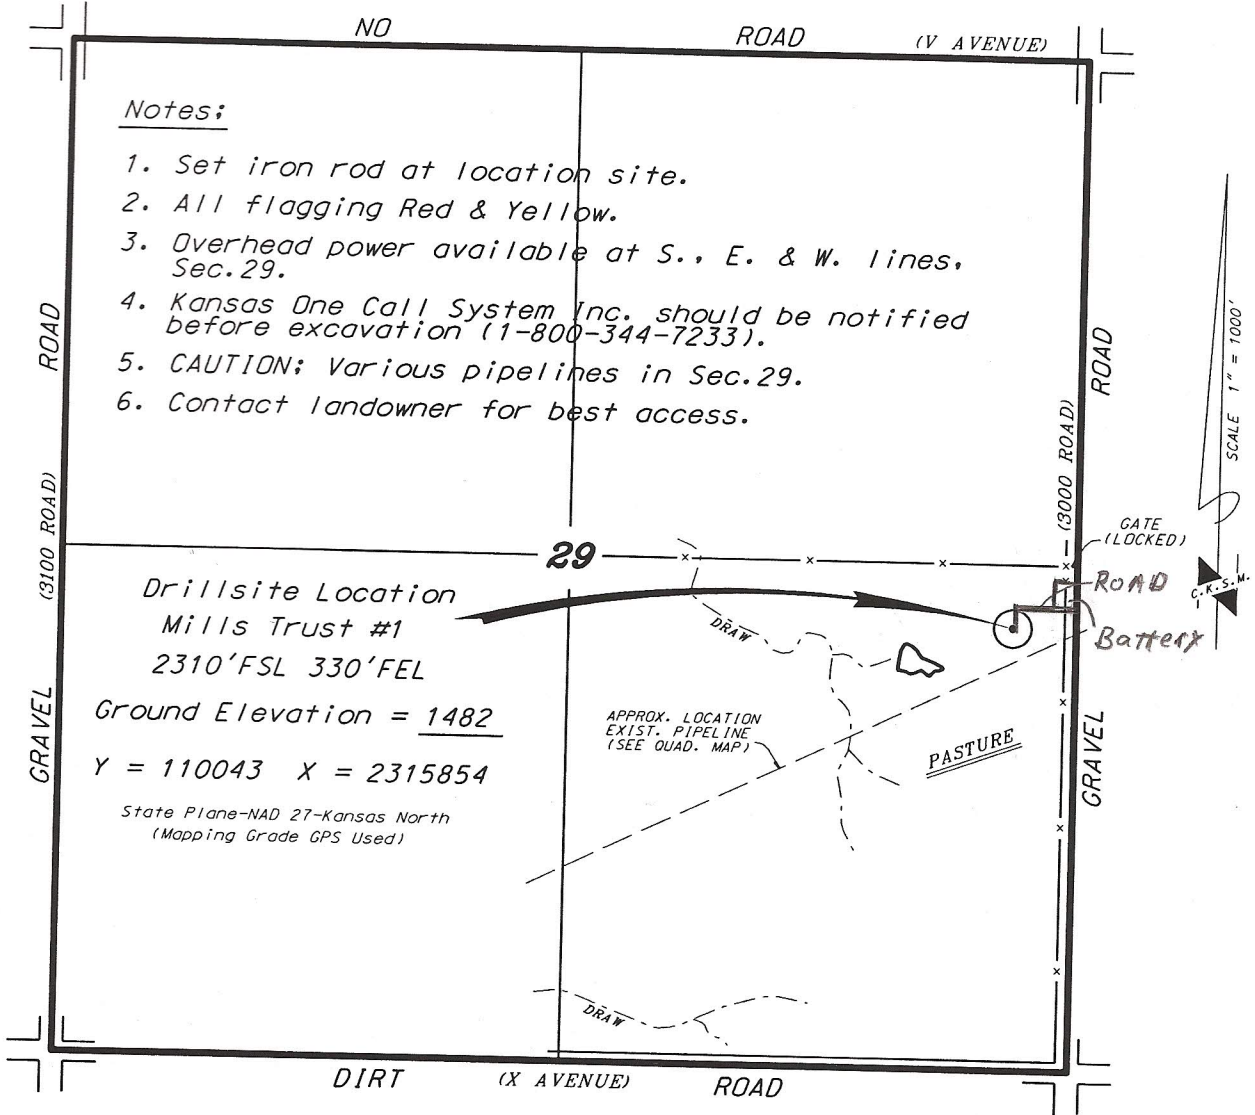 NO ROAD (V AVENUE)
Notes:
1. Set iron rod at location site.
2. All flagging Red & Yellow.
3. Overhead power available at S., E. & W. lines,
Sec.29.
4. Kansas One Call System Inc. should be notified
before excavation (1-800-344-7233).
5. CAUTION: Various pipelines in Sec.29.
6. Contact landowner for best access.
ROAD
(3100 ROAD)
GRAVEL
ROAD
(3000 ROAD)
GRAVEL
SCALE 1" = 1000'
C.K.S.M.
GATE
(LOCKED)
ROAD
Battery
29
Drillsite Location
Mills Trust #1
2310'FSL 330'FEL
Ground Elevation = 1482
Y = 110043 X = 2315854
State Plane-NAD 27-Kansas North
(Mapping Grade GPS Used)
DRAW
APPROX. LOCATION
EXIST. PIPELINE
(SEE QUAD. MAP)
PASTURE
DRAW
DIRT (X AVENUE) ROAD